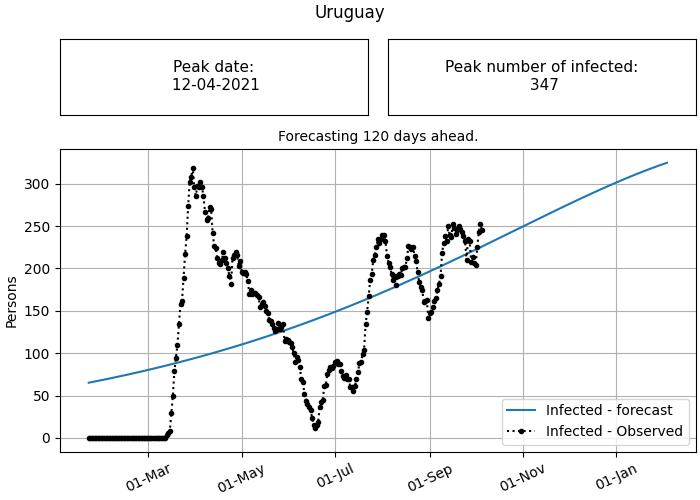 Uruguay
Peak date:
12-04-2021
Peak number of infected:
347
Forecasting 120 days ahead.
300
250
200
150
100
50
0
Persons
Infected - forecast
Infected - Observed
01-Mar
01-May
01-Jul
01-Sep
01-Nov
01-Jan